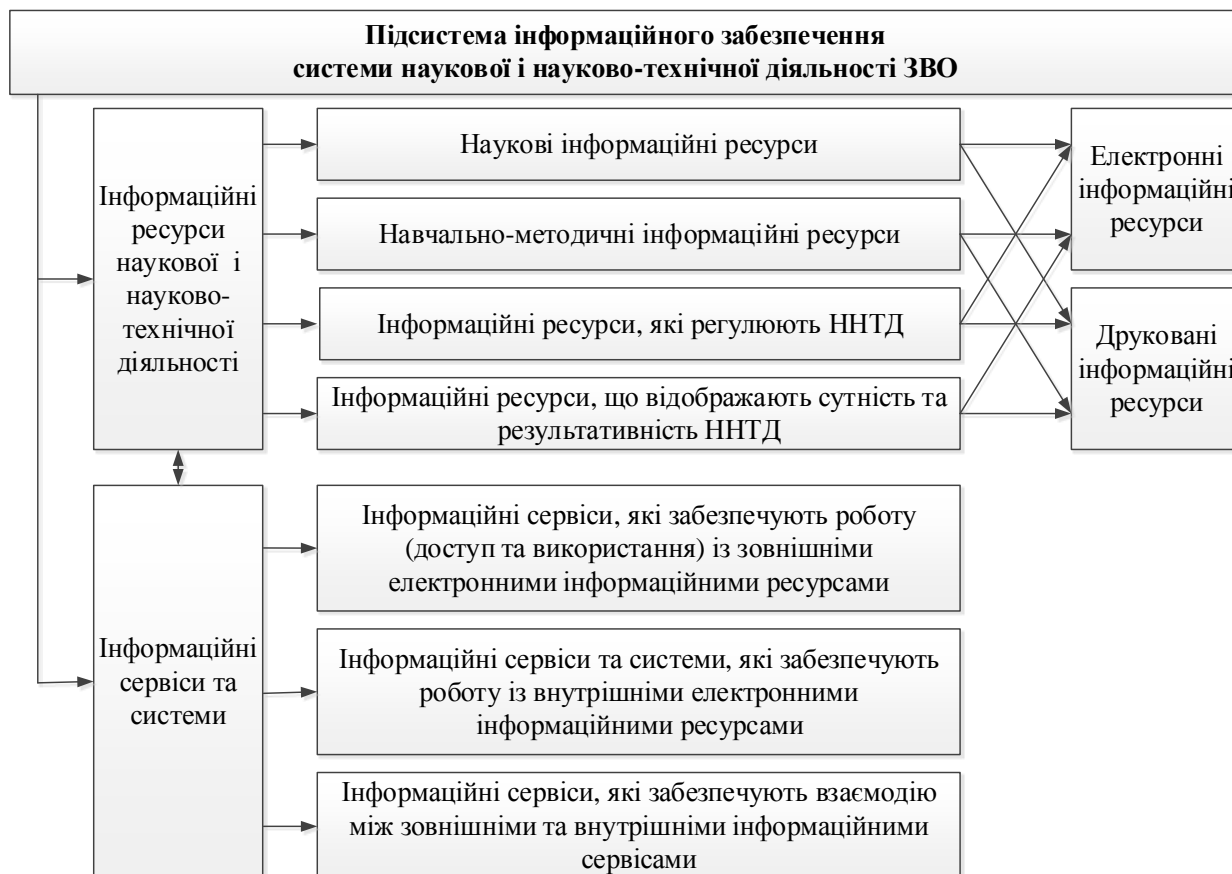 Підсистема інформаційного забезпечення
системи наукової і науково-технічної діяльності ЗВО
Інформаційні
ресурси
наукової і
науково-
технічної
діяльності
Наукові інформаційні ресурси
Навчально-методичні інформаційні ресурси
Інформаційні ресурси, які регулюють ННТД
Інформаційні ресурси, що відображають сутність та
результативність ННТД
Електронні
інформаційні
ресурси
Друковані
інформаційні
ресурси
Інформаційні
сервіси та
системи
Інформаційні сервіси, які забезпечують роботу
(доступ та використання) із зовнішніми
електронними інформаційними ресурсами
Інформаційні сервіси та системи, які забезпечують
роботу із внутрішніми електронними
інформаційними ресурсами
Інформаційні сервіси, які забезпечують взаємодію
між зовнішніми та внутрішніми інформаційними
сервісами